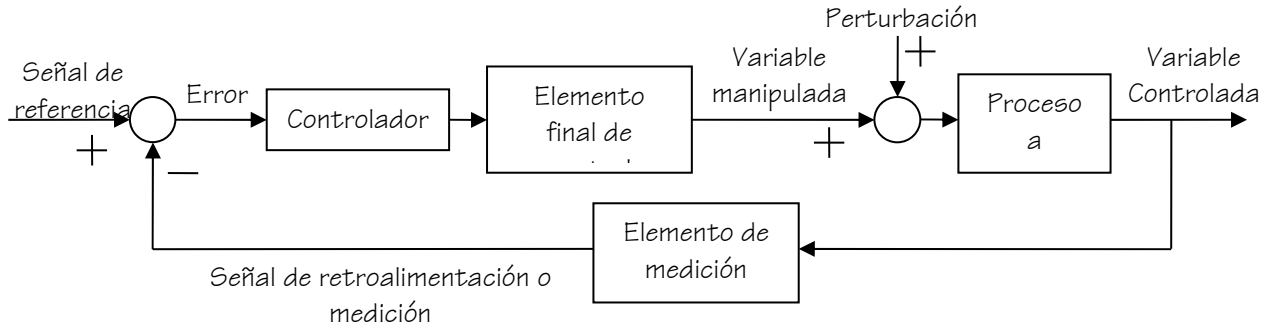 Perturbación
+
Señal de
referencia
+
−
Error
Controlador
Elemento
final de
Variable
manipulada
+
Proceso
a
Variable
Controlada
Elemento de
medición
Señal de retroalimentación o
medición